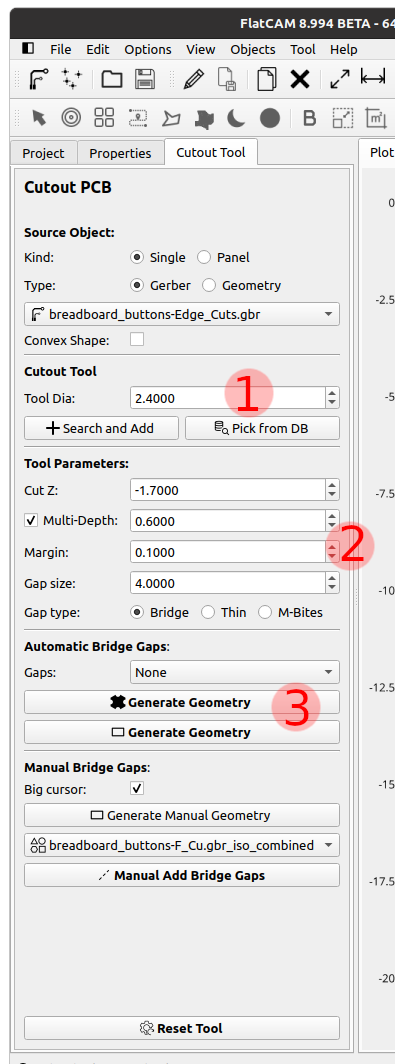 FlatCAM 8.994 BETA - 64
File Edit Options View Objects Tool Help
B
m²
Project Properties Cutout Tool Plot
Cutout PCB
Source Object:
Kind: Single Panel
Type: Gerber Geometry
breadboard_buttons-Edge_Cuts.gbr
Convex Shape:
Cutout Tool
Tool Dia: 2.4000 1
Search and Add Pick from DB
Tool Parameters:
Cut Z: -1.7000
Multi-Depth: 0.6000
Margin: 0.1000 2
Gap size: 4.0000
Gap type: Bridge Thin M-Bites
Automatic Bridge Gaps:
Gaps: None
Generate Geometry 3
Generate Geometry
Manual Bridge Gaps:
Big cursor:
Generate Manual Geometry
breadboard_buttons-F_Cu.gbr_iso_combined
Manual Add Bridge Gaps
Reset Tool
0
-2.5
-5
-7.5
-10
-12.5
-15
-17.5
-20